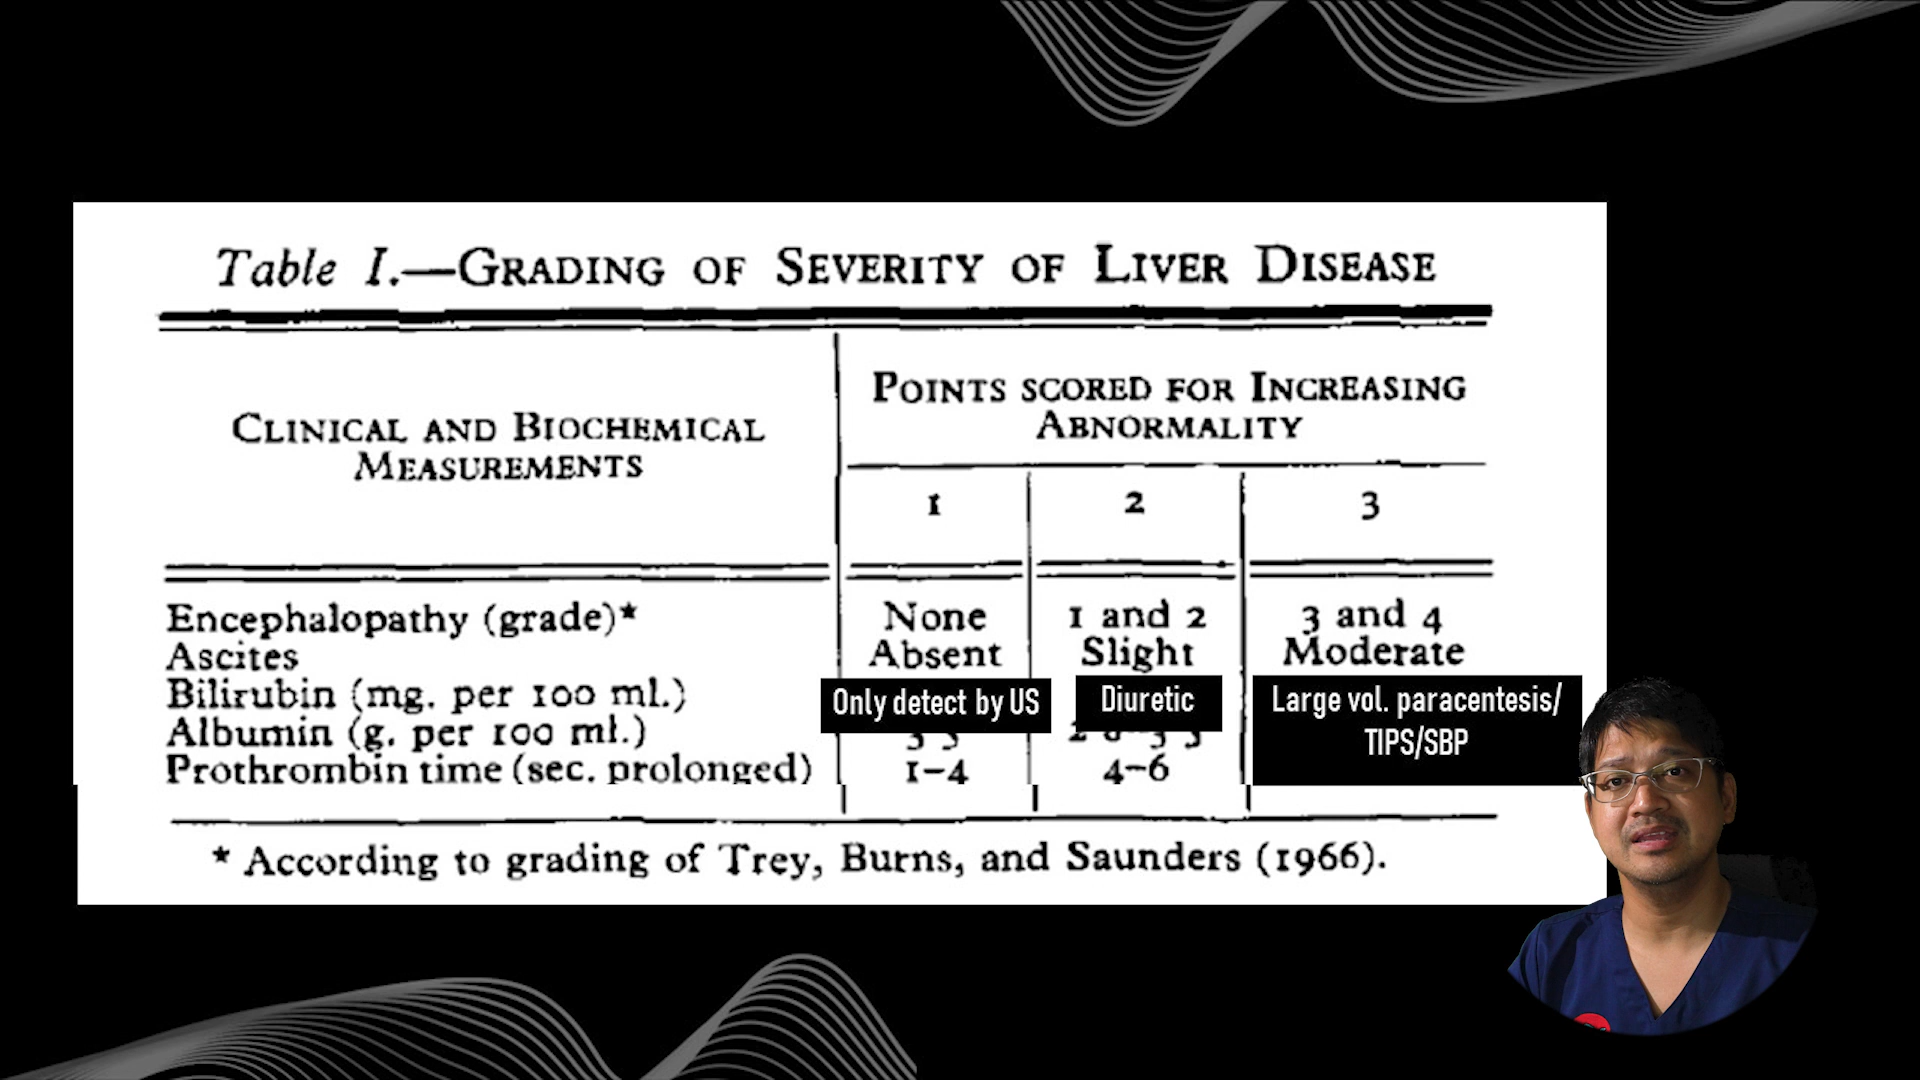 Table I.—GRADING OF SEVERITY OF LIVER DISEASE
CLINICAL AND BIOCHEMICAL MEASUREMENTS
POINTS SCORED FOR INCREASING ABNORMALITY
1 2 3
Encephalopathy (grade)* None 1 and 2 3 and 4
Ascites Absent Slight Moderate
Bilirubin (mg. per 100 ml.) Only detect by US Diuretic Large vol. paracentesis/
Albumin (g. per 100 ml.) TIPS/SBP
Prothrombin time (sec. prolonged) 1–4 4–6
* According to grading of Trey, Burns, and Saunders (1966).